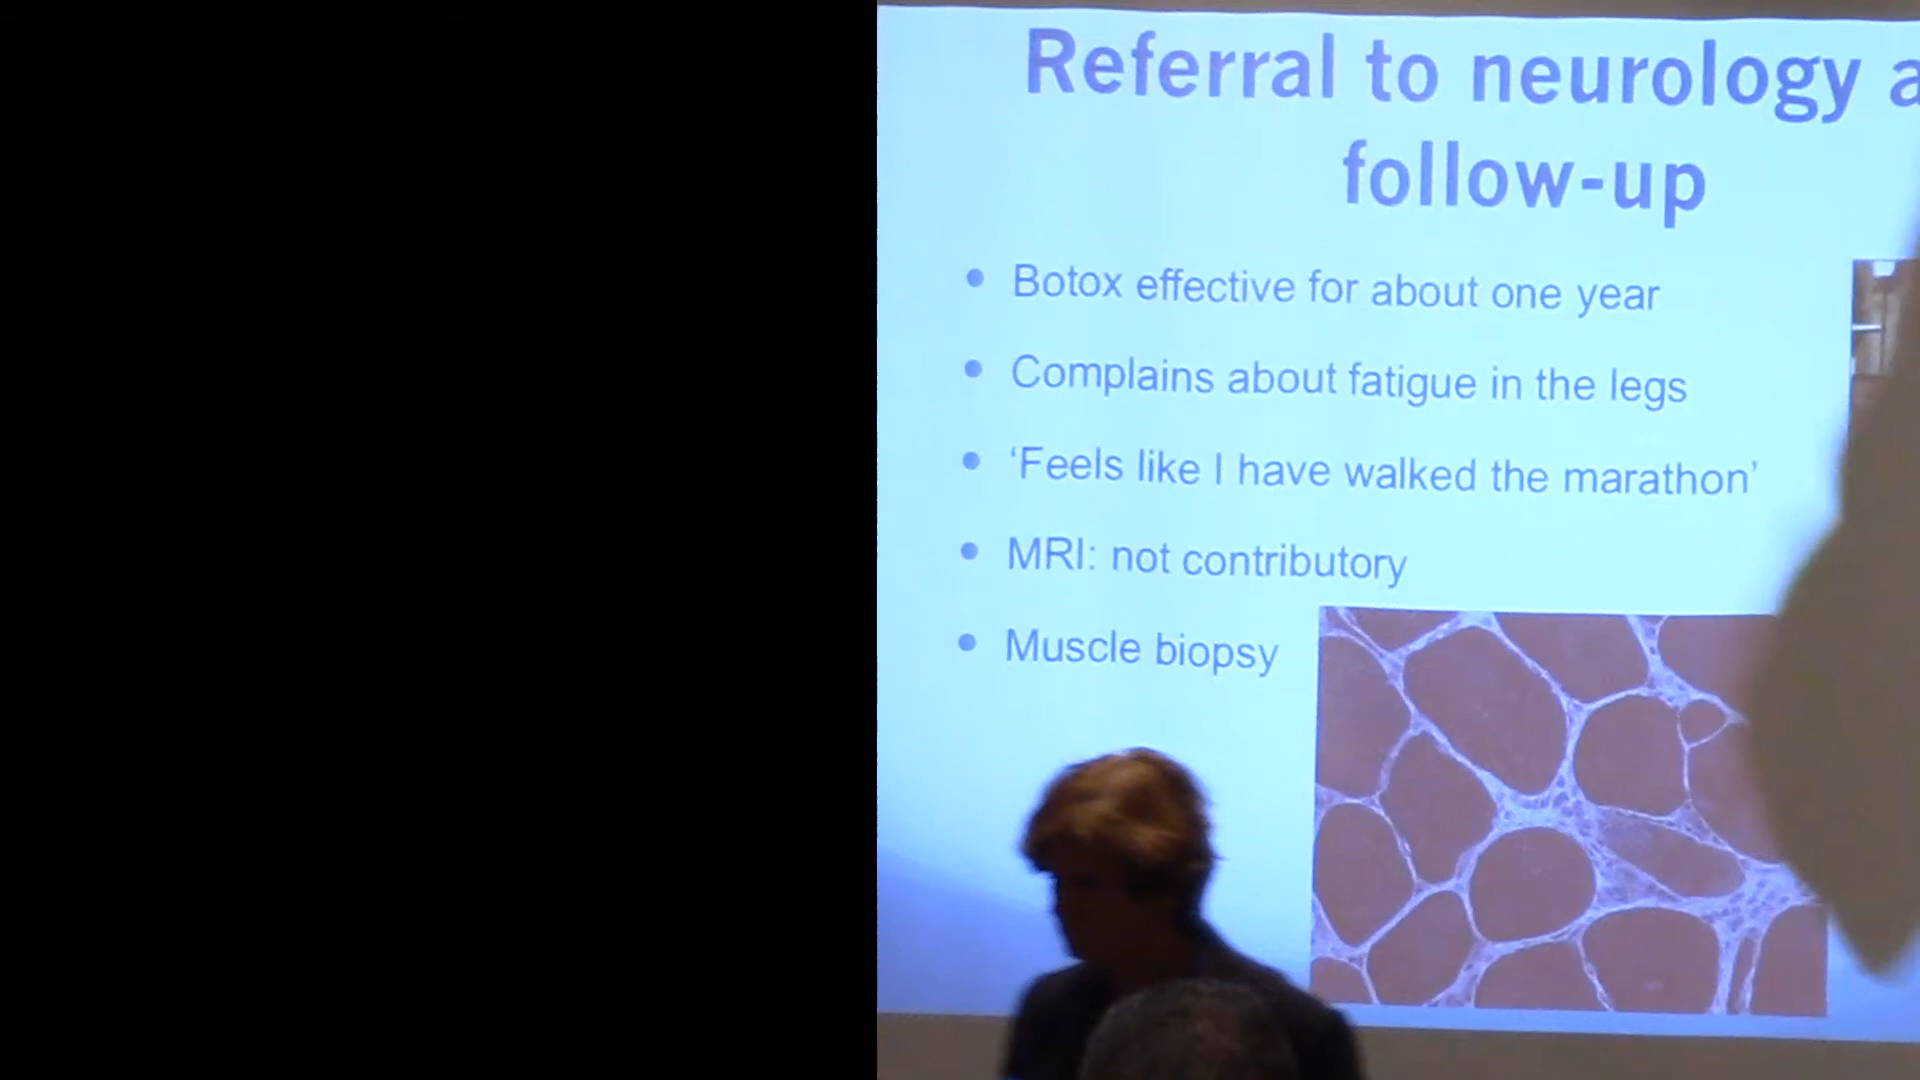 Referral to neurology a
follow-up
• Botox effective for about one year
• Complains about fatigue in the legs
• ‘Feels like I have walked the marathon’
• MRI: not contributory
• Muscle biopsy